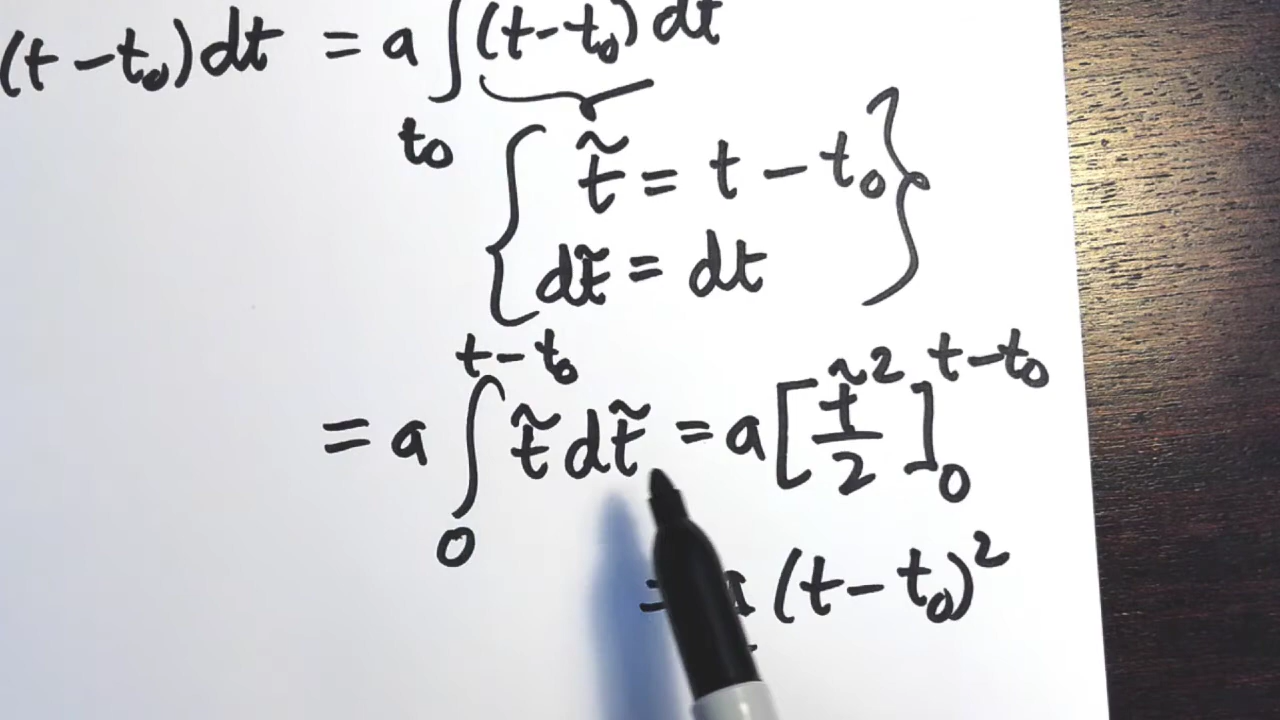 (t - t₀) dt = a ∫ (t - t₀) dt
t₀
{ t̃ = t - t₀ }
dt̃ = dt
t - t₀
= a ∫ t̃ dt̃ = a [ t̃² / 2 ]₀^{t - t₀}
0
= (t - t₀)²